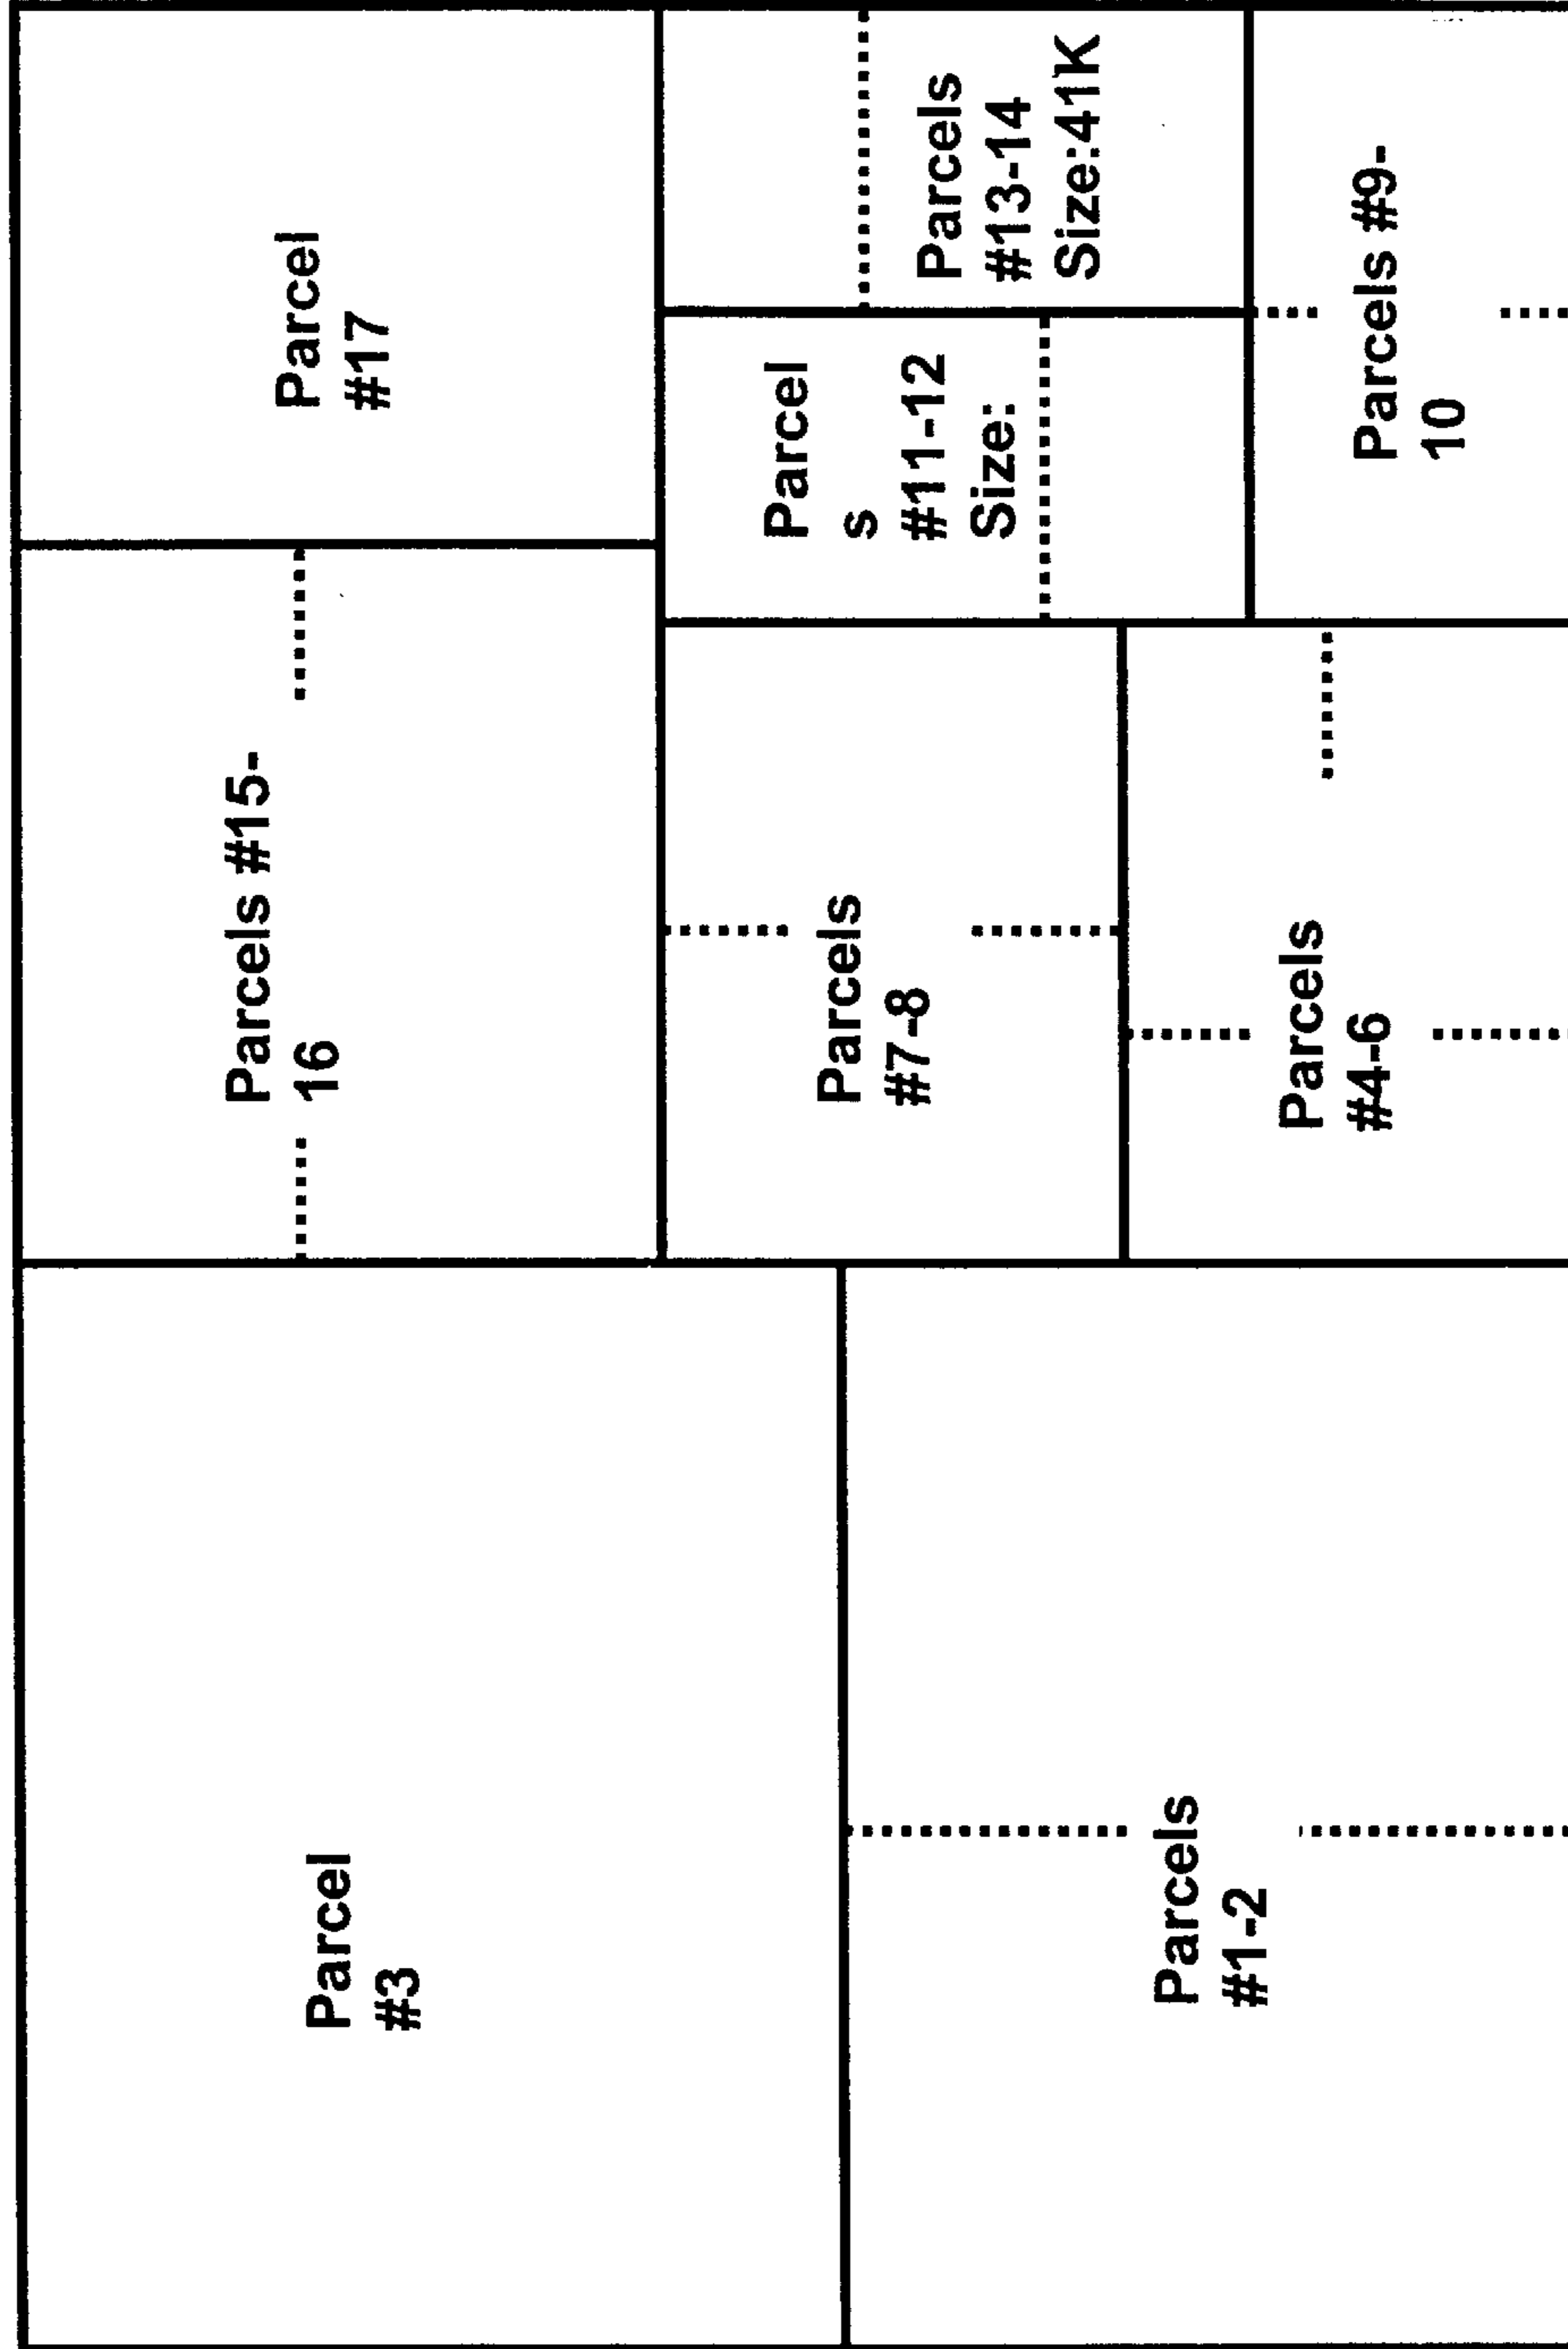 Parcel
#3
Parcels #15-
16
Parcel
#17
Parcels
#7-8
Parcel
s
#11-12
Size:
Parcels
#13-14
Size:41K
Parcels
#1-2
Parcels
#4-6
Parcels #9-
10